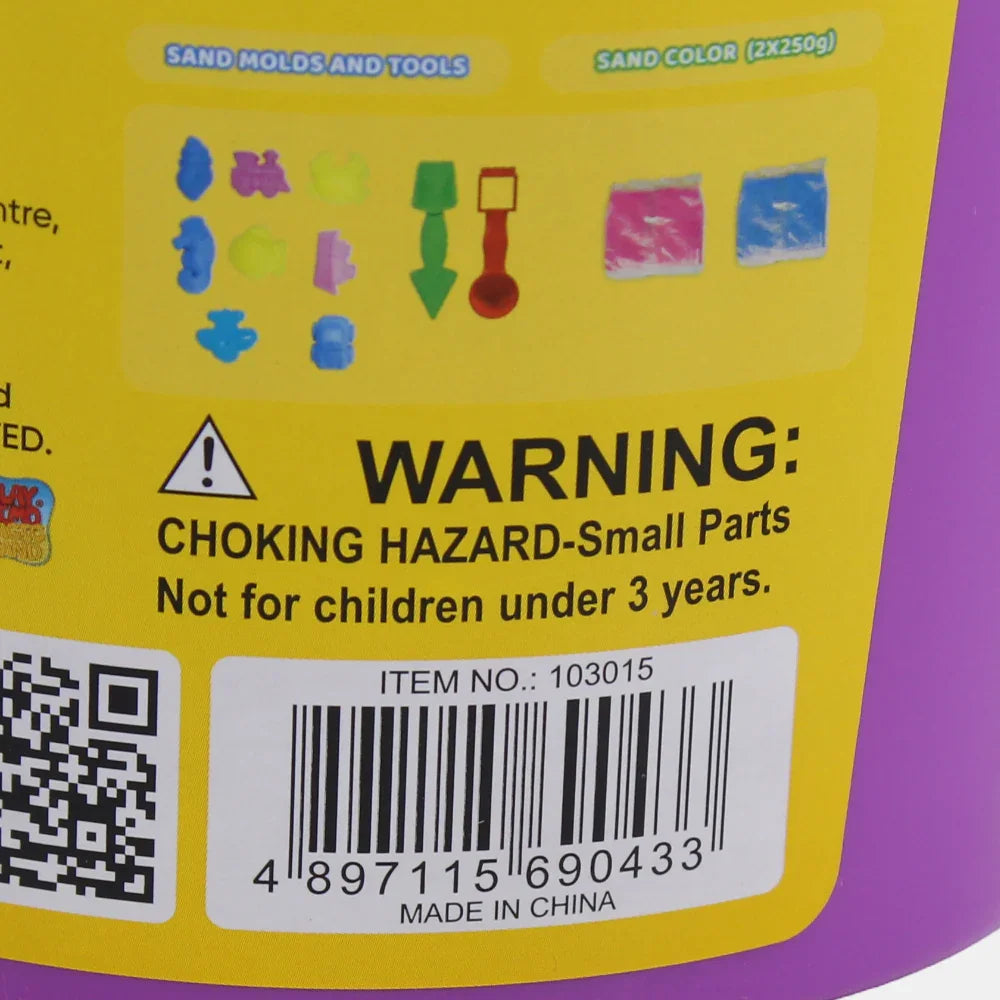 SAND MOLDS AND TOOLS
SAND COLOR (2X250g)
ntre,
d
ED.
WARNING:
CHOKING HAZARD-Small Parts
Not for children under 3 years.
ITEM NO.: 103015
4 897115 690433
MADE IN CHINA